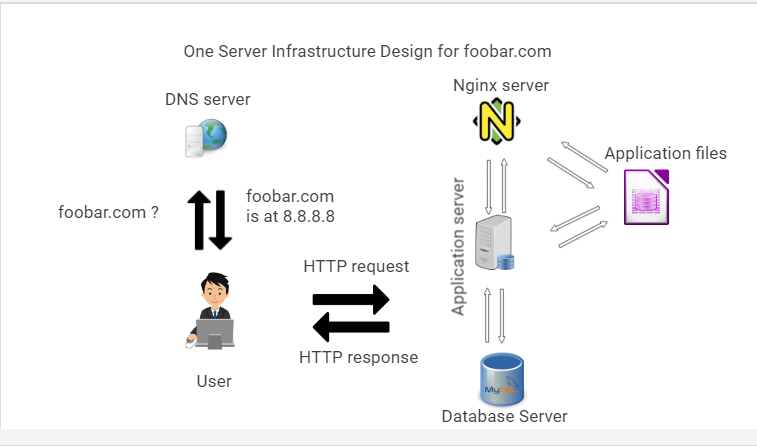 One Server Infrastructure Design for foobar.com
DNS server
Nginx server
N
Application files
foobar.com ?
foobar.com
is at 8.8.8.8
Application server
HTTP request
HTTP response
User
MySQL
Database Server